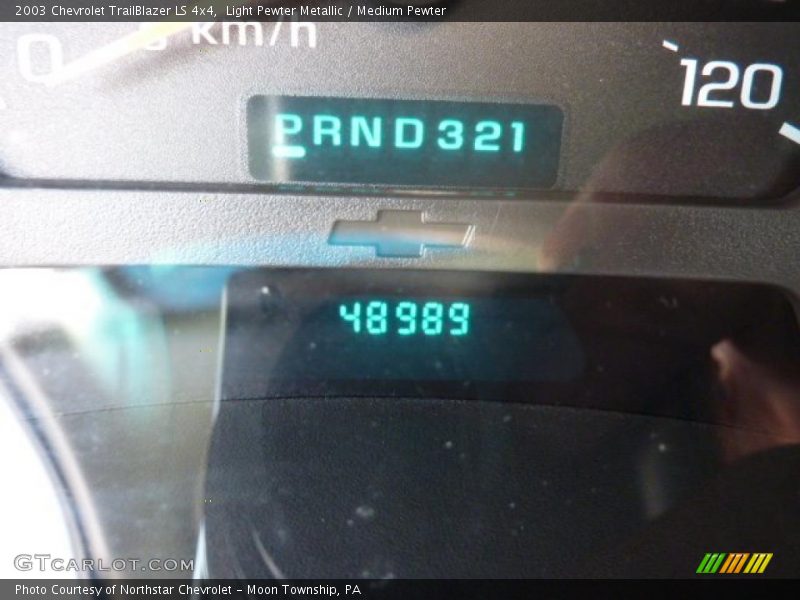 2003 Chevrolet TrailBlazer LS 4x4,  Light Pewter Metallic / Medium Pewter
0 km/h
120
PRND321
48989
GTCARLOT.COM
Photo Courtesy of Northstar Chevrolet – Moon Township, PA